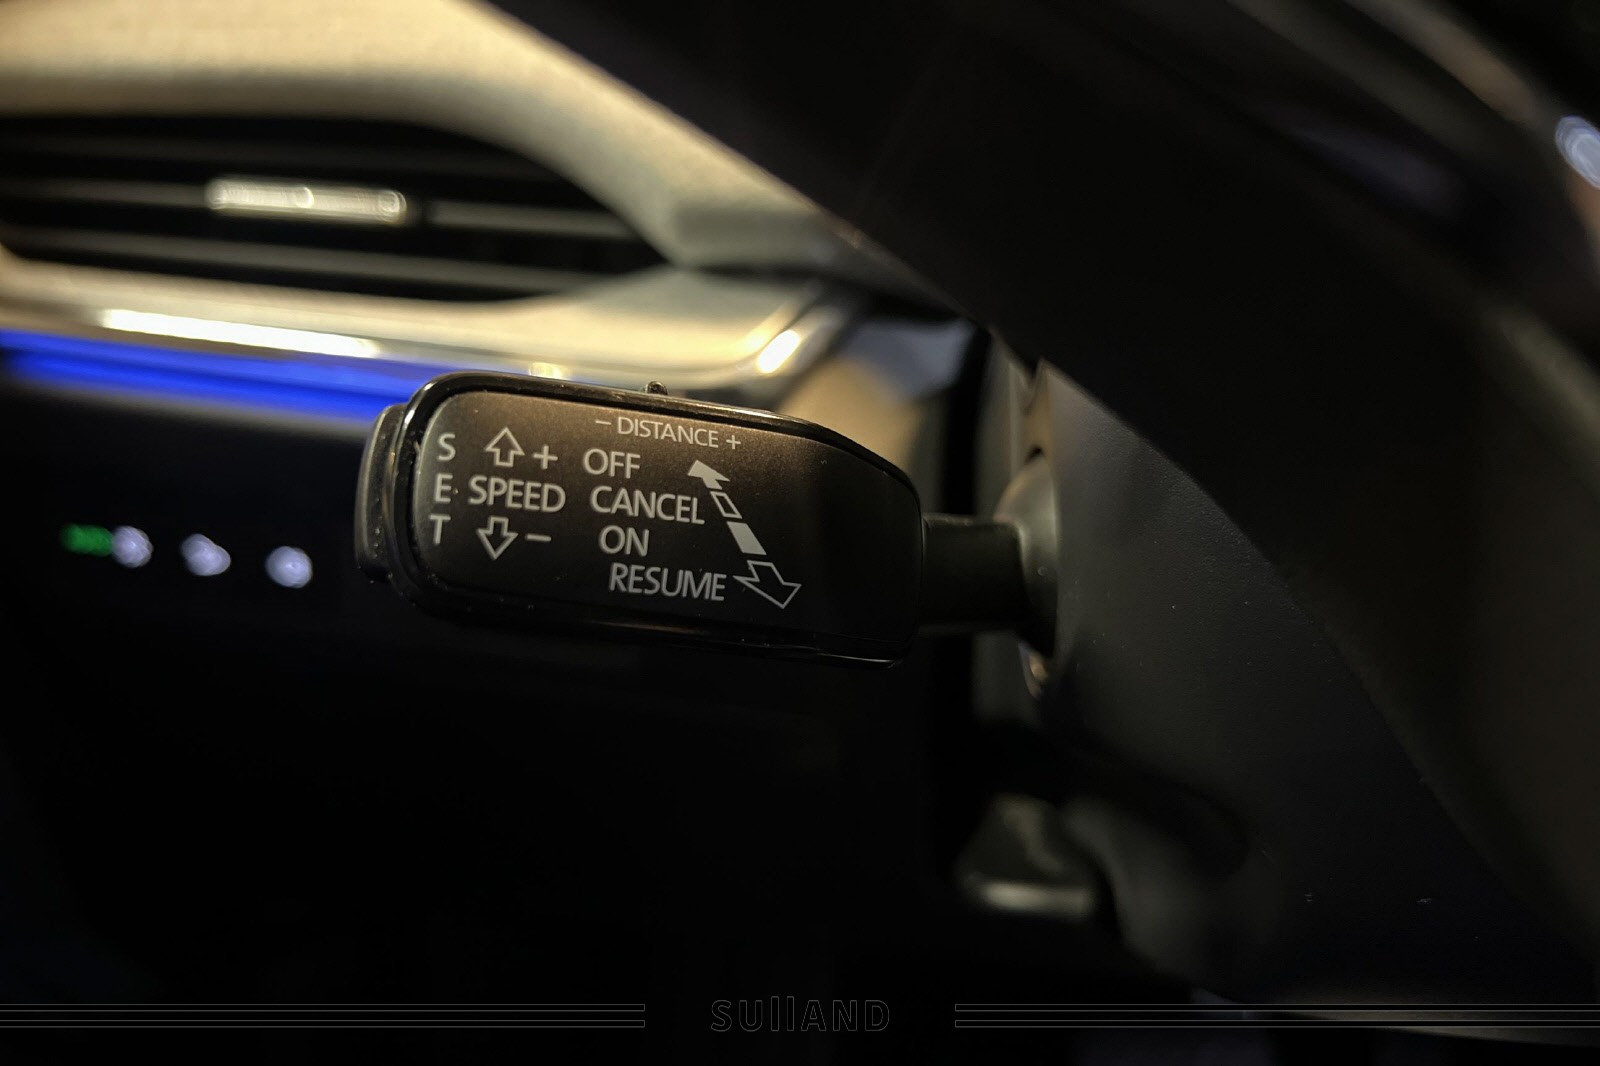 − DISTANCE +
S
E
T
+
SPEED
−
OFF
CANCEL
ON
RESUME
SULLAND